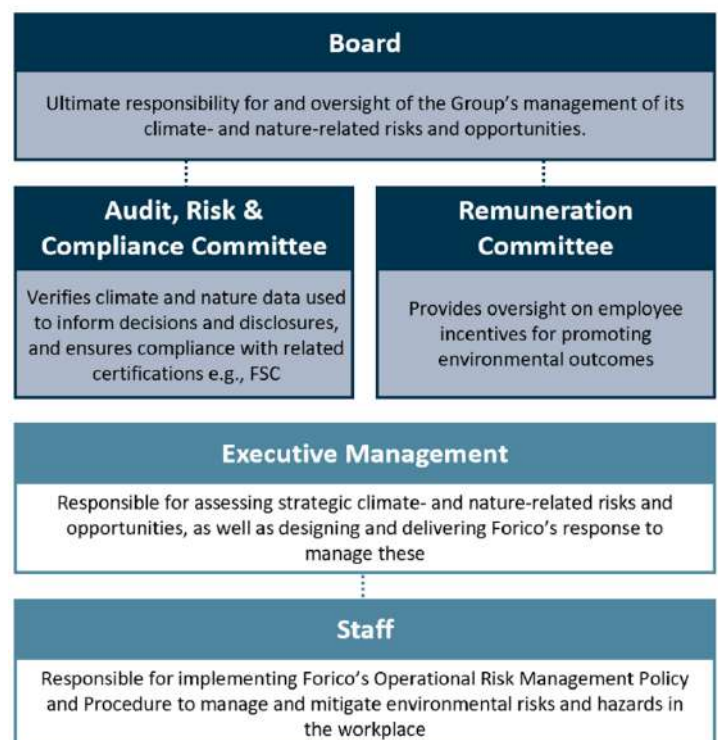 Board
Ultimate responsibility for and oversight of the Group's management of its
climate- and nature-related risks and opportunities.
Audit, Risk &
Compliance Committee
Verifies climate and nature data used
to inform decisions and disclosures,
and ensures compliance with related
certifications e.g., FSC
Remuneration
Committee
Provides oversight on employee
incentives for promoting
environmental outcomes
Executive Management
Responsible for assessing strategic climate- and nature-related risks and
opportunities, as well as designing and delivering Forico's response to
manage these
Staff
Responsible for implementing Forico's Operational Risk Management Policy
and Procedure to manage and mitigate environmental risks and hazards in
the workplace